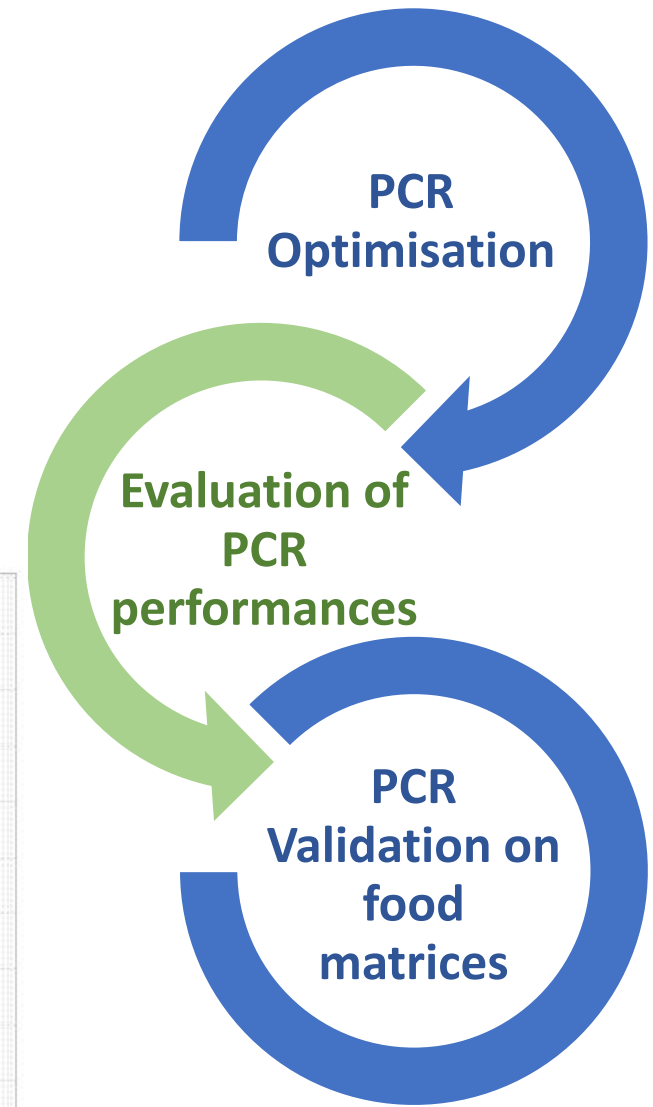 PCR
Optimisation
Evaluation of
PCR
performances
PCR
Validation on
food
matrices